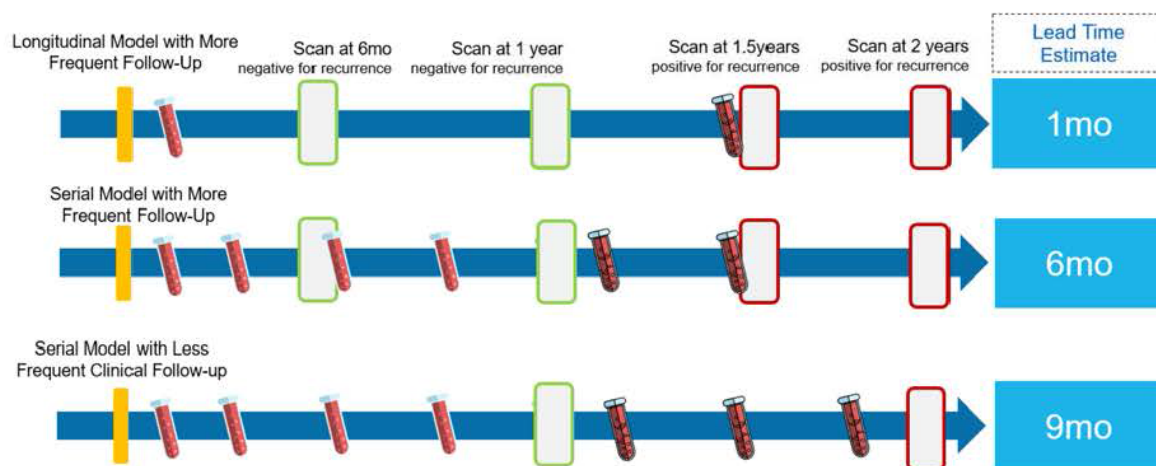 Longitudinal Model with More
Frequent Follow-Up
Scan at 6mo
negative for recurrence
Scan at 1 year
negative for recurrence
Scan at 1.5years
positive for recurrence
Scan at 2 years
positive for recurrence
Lead Time
Estimate
1mo
Serial Model with More
Frequent Follow-Up
6mo
Serial Model with Less
Frequent Clinical Follow-up
9mo